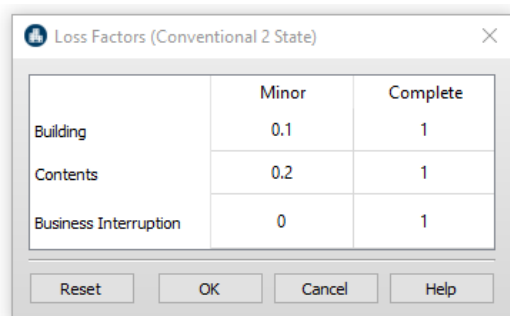 Loss Factors (Conventional 2 State)
Minor Complete
Building 0.1 1
Contents 0.2 1
Business Interruption 0 1
Reset OK Cancel Help